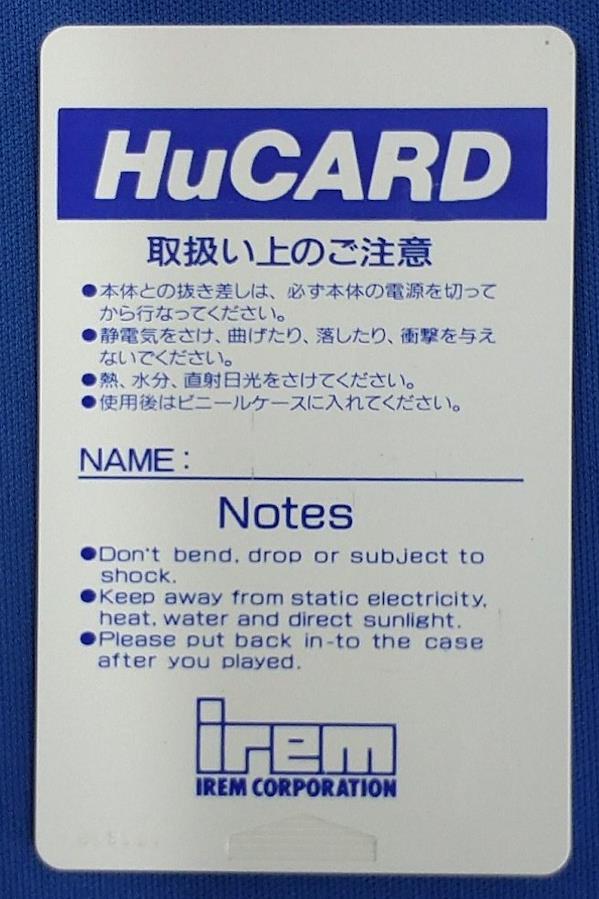 HuCARD
取扱い上のご注意
●本体との抜き差しは、必ず本体の電源を切って
から行なってください。
●静電気をさけ、曲げたり、落したり、衝撃を与え
ないでください。
●熱、水分、直射日光をさけてください。
●使用後はビニールケースに入れてください。
NAME:
Notes
●Don't bend, drop or subject to
shock.
●Keep away from static electricity,
heat, water and direct sunlight.
●Please put back in-to the case
after you played.
irem
IREM CORPORATION